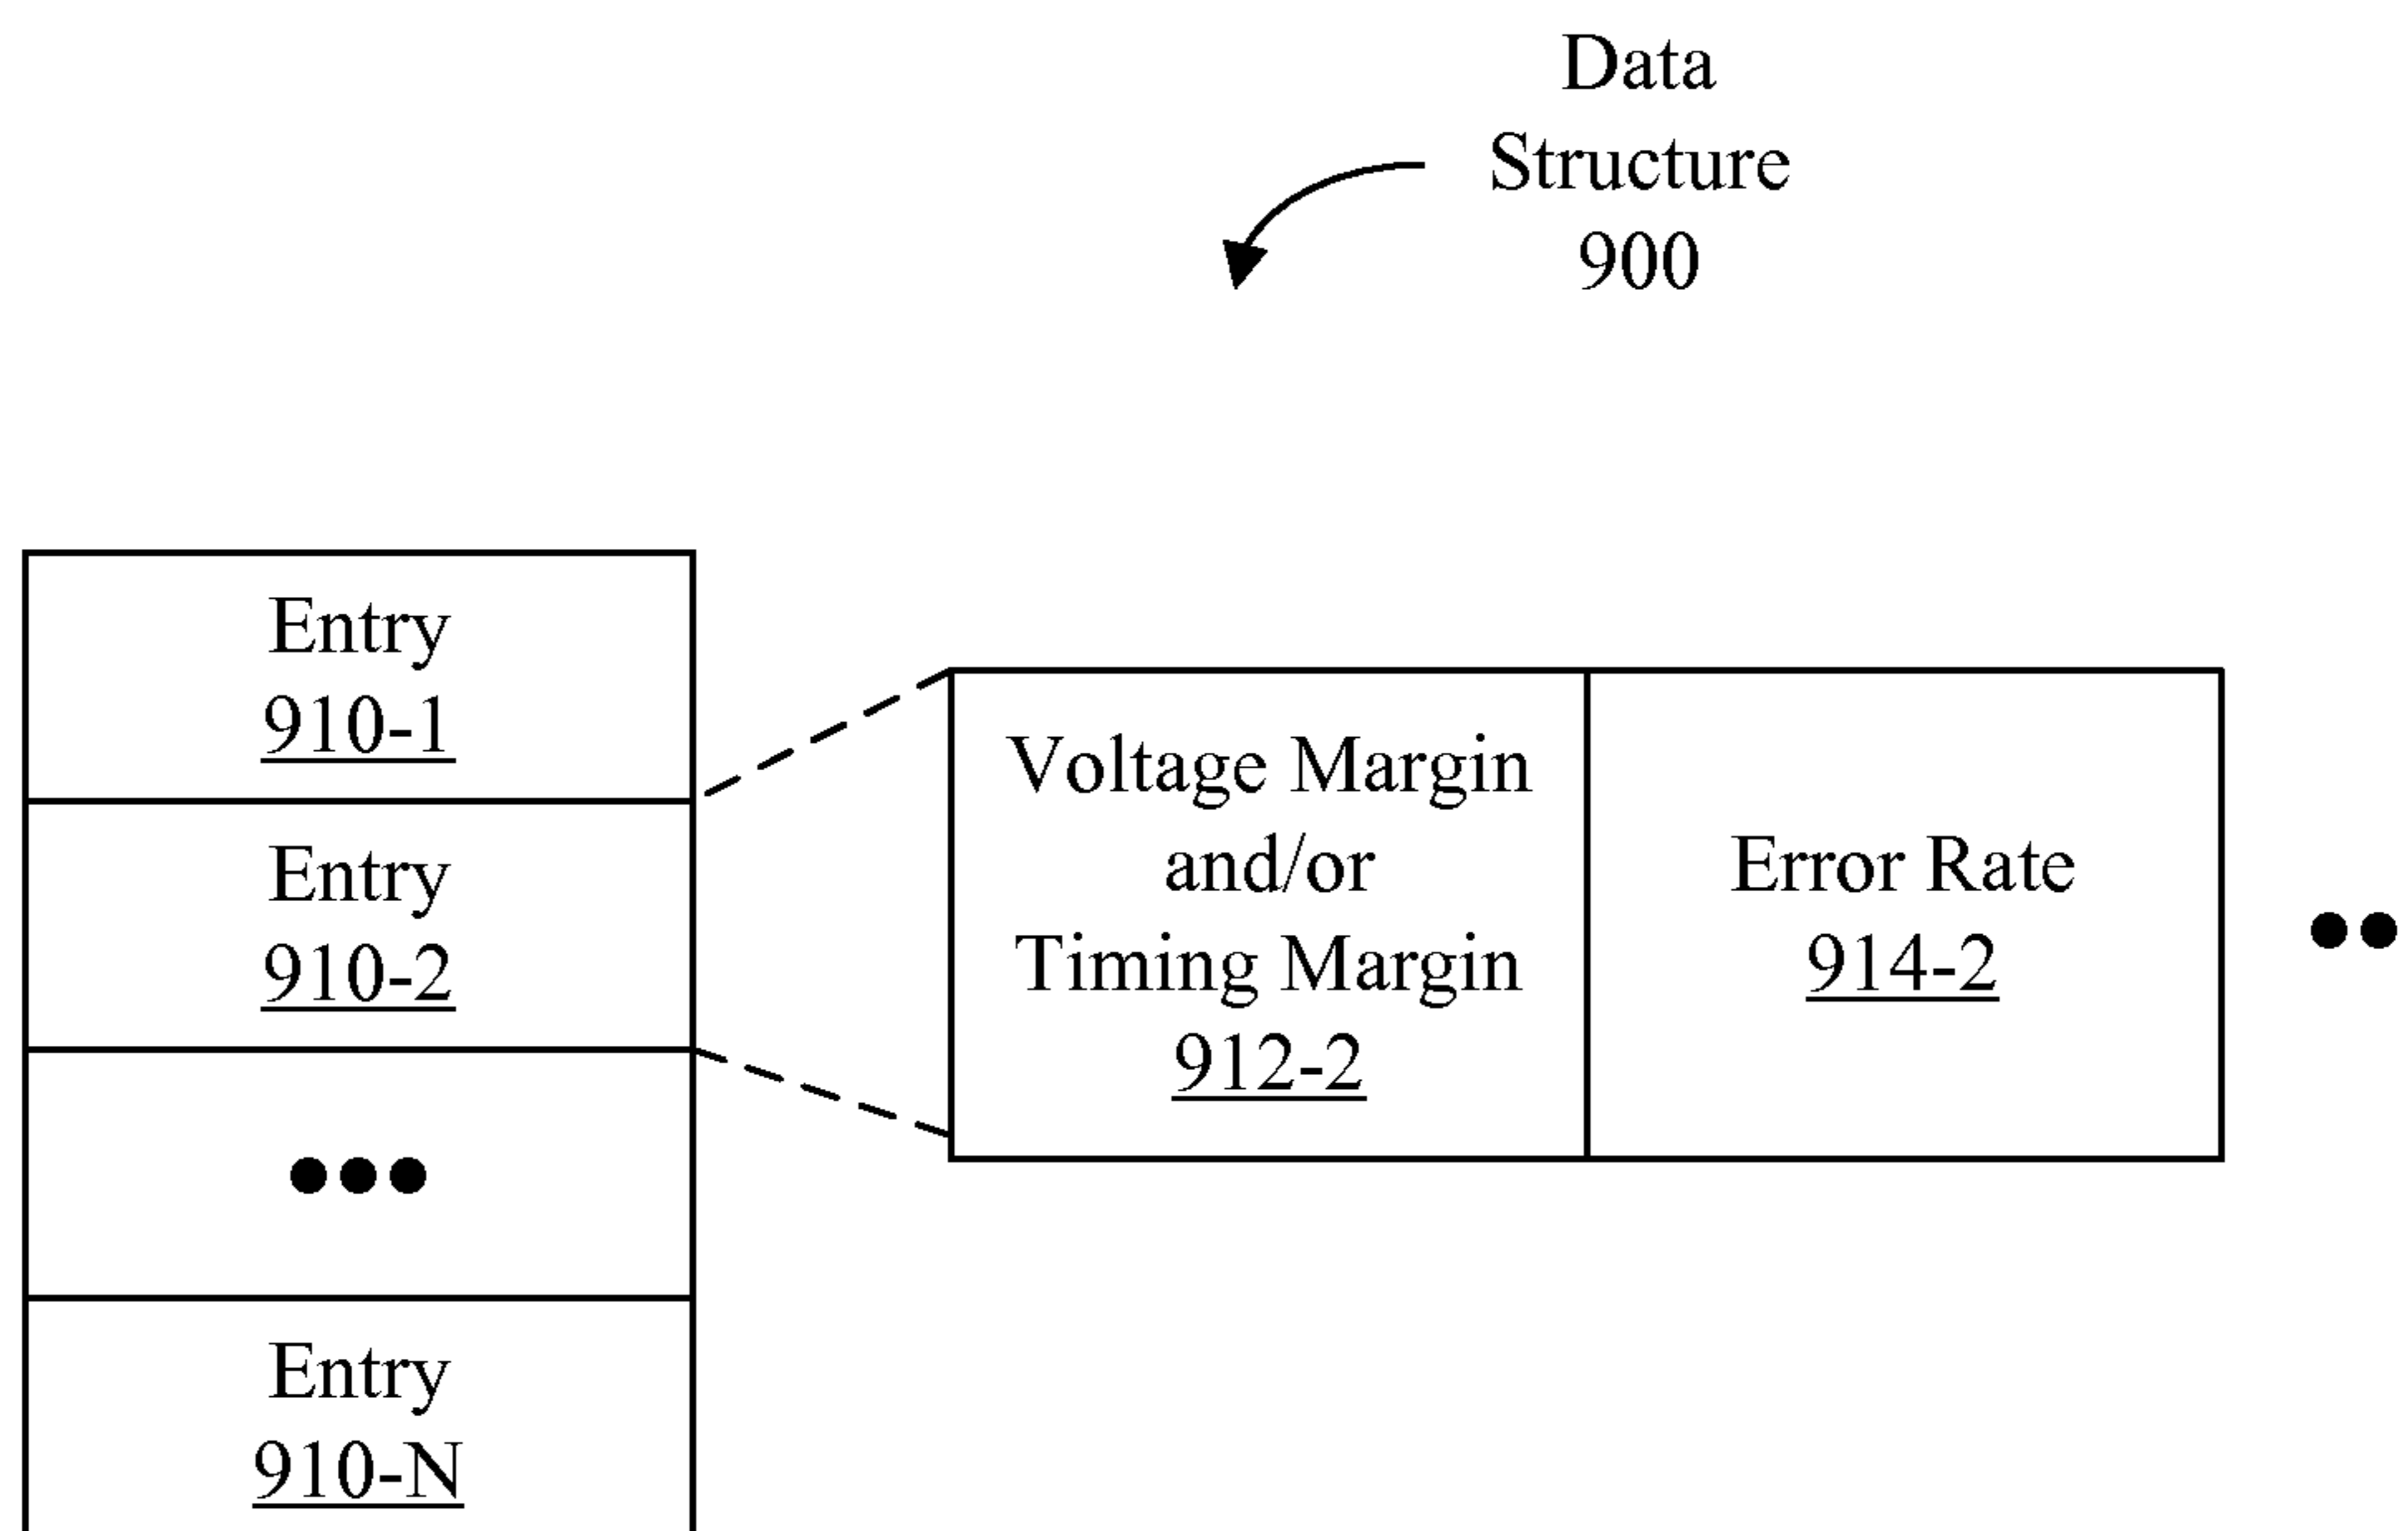 Data
Structure
900
Entry
910-1
Entry
910-2
●●●
Entry
910-N
Voltage Margin
and/or
Timing Margin
912-2
Error Rate
914-2
●●